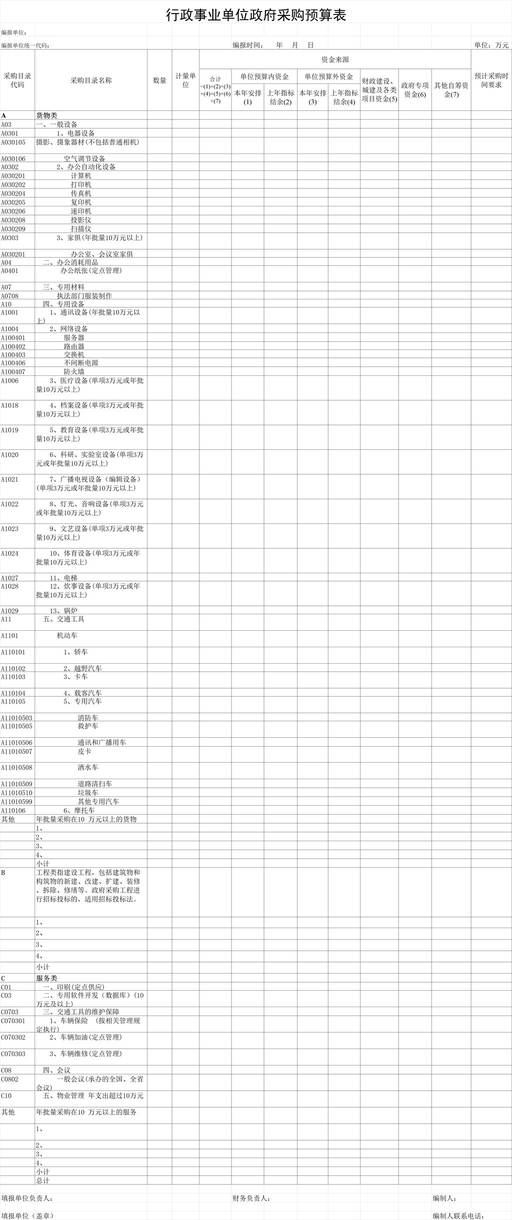 行政事业单位政府采购预算表
编报单位:
编报单位统一代码: 编报时间: 年 月 日 单位: 万元
采购目录代码 采购目录名称 数量 计量单位 资金来源 预计采购时间要求
合计=(1)+(2)+(3)+(4)+(5)+(6)+(7) 单位预算内资金 单位预算外资金 财政建设、城建及各类项目资金(5) 政府专项资金(6) 其他自筹资金(7)
本年安排(1) 上年指标结余(2) 本年安排(3) 上年指标结余(4)
A 货物类
A03 一、一般设备
A0301 1、电器设备
A030105 摄影、摄象器材(不包括普通相机)
A030106 空气调节设备
A0302 2、办公自动化设备
A030201 计算机
A030202 打印机
A030204 传真机
A030205 复印机
A030206 速印机
A030208 投影仪
A030209 扫描仪
A0303 3、家俱(年批量10万元以上)
A030201 办公室、会议室家俱
A04 二、办公消耗用品
A0401 办公纸张(定点管理)
A07 三、专用材料
A0708 执法部门服装制作
A10 四、专用设备
A1001 1、通讯设备(年批量10万元以
上)
A1004 2、网络设备
A100401 服务器
A100402 路由器
A100403 交换机
A100406 不间断电源
A100407 防火墙
A1006 3、医疗设备(单项3万元或年批
量10万元以上)
A1018 4、档案设备(单项3万元或年批
量10万元以上)
A1019 5、教育设备(单项3万元或年批
量10万元以上)
A1020 6、科研、实验室设备(单项3万
元或年批量10万元以上)
A1021 7、广播电视设备（编辑设备）
(单项3万元或年批量10万元以上)
A1022 8、灯光、音响设备(单项3万元
或年批量10万元以上)
A1023 9、文艺设备(单项3万元或年批
量10万元以上)
A1024 10、体育设备(单项3万元或年
批量10万元以上)
A1027 11、电梯
A1028 12、炊事设备(单项3万元或年
批量10万元以上)
A1029 13、锅炉
A11 五、交通工具
A1101 机动车
A110101 1、轿车
A110102 2、越野汽车
A110103 3、卡车
A110104 4、载客汽车
A110105 5、专用汽车
A11010503 消防车
A11010505 救护车
A11010506 通讯和广播用车
A11010507 皮卡
A11010508 洒水车
A11010509 道路清扫车
A11010510 垃圾车
A11010599 其他专用汽车
A110106 6、摩托车
其他 年批量采购在10 万元以上的货物
1、
2、
3、
4、
小计
B 工程类指建设工程，包括建筑物和
构筑物的新建、改建、扩建、装修
、拆除、修缮等。政府采购工程进
行招标投标的，适用招标投标法。
1、
2、
3、
4、
小计
C 服务类
C01 一、印刷(定点供应)
C03 二、专用软件开发（数据库）(10
万元及以上)
C0703 三、交通工具的维护保障
C070301 1、车辆保险 (按相关管理规
定执行)
C070302 2、车辆加油(定点管理)
C070303 3、车辆维修(定点管理)
C08 四、会议
C0802 一般会议(承办的全国、全省
会议)
C10 五、物业管理 年支出超过10万元
其他 年批量采购在10 万元以上的服务
1、
2、
3、
4、
小计
总计
填报单位负责人: 财务负责人: 编制人:
填报单位（盖章） 编制人联系电话: